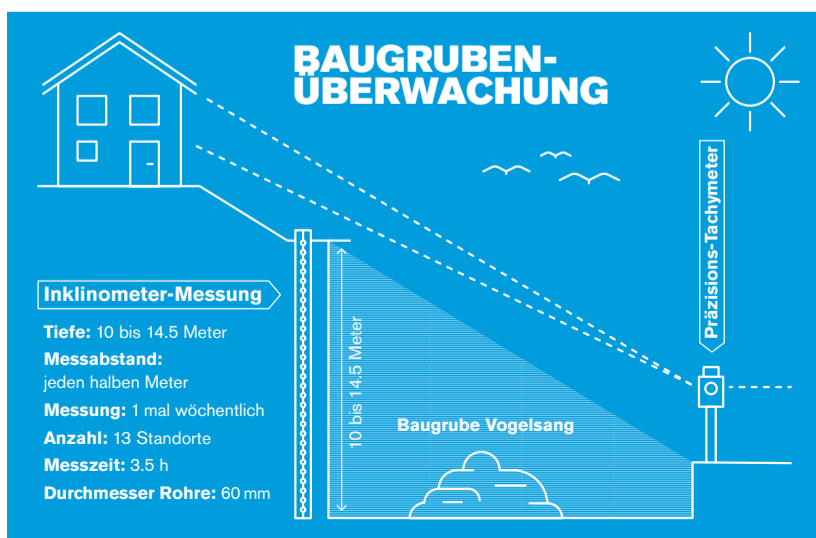 BAUGRUBEN-
ÜBERWACHUNG
Präzisions-Tachymeter
Inklinometer-Messung
Tiefe: 10 bis 14.5 Meter
Messabstand:
jeden halben Meter
Messung: 1 mal wöchentlich
Anzahl: 13 Standorte
Messzeit: 3.5 h
Durchmesser Rohre: 60 mm
10 bis 14.5 Meter
Baugrube Vogelsang